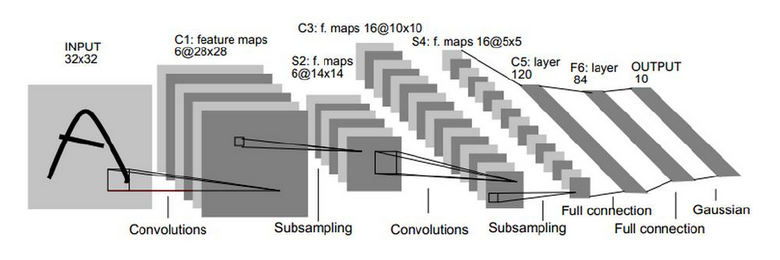 INPUT
32x32
C1: feature maps
6@28x28
S2: f. maps
6@14x14
C3: f. maps 16@10x10
S4: f. maps 16@5x5
C5: layer
120
F6: layer
84
OUTPUT
10
A
Convolutions
Subsampling
Convolutions
Subsampling
Full connection
Full connection
Gaussian